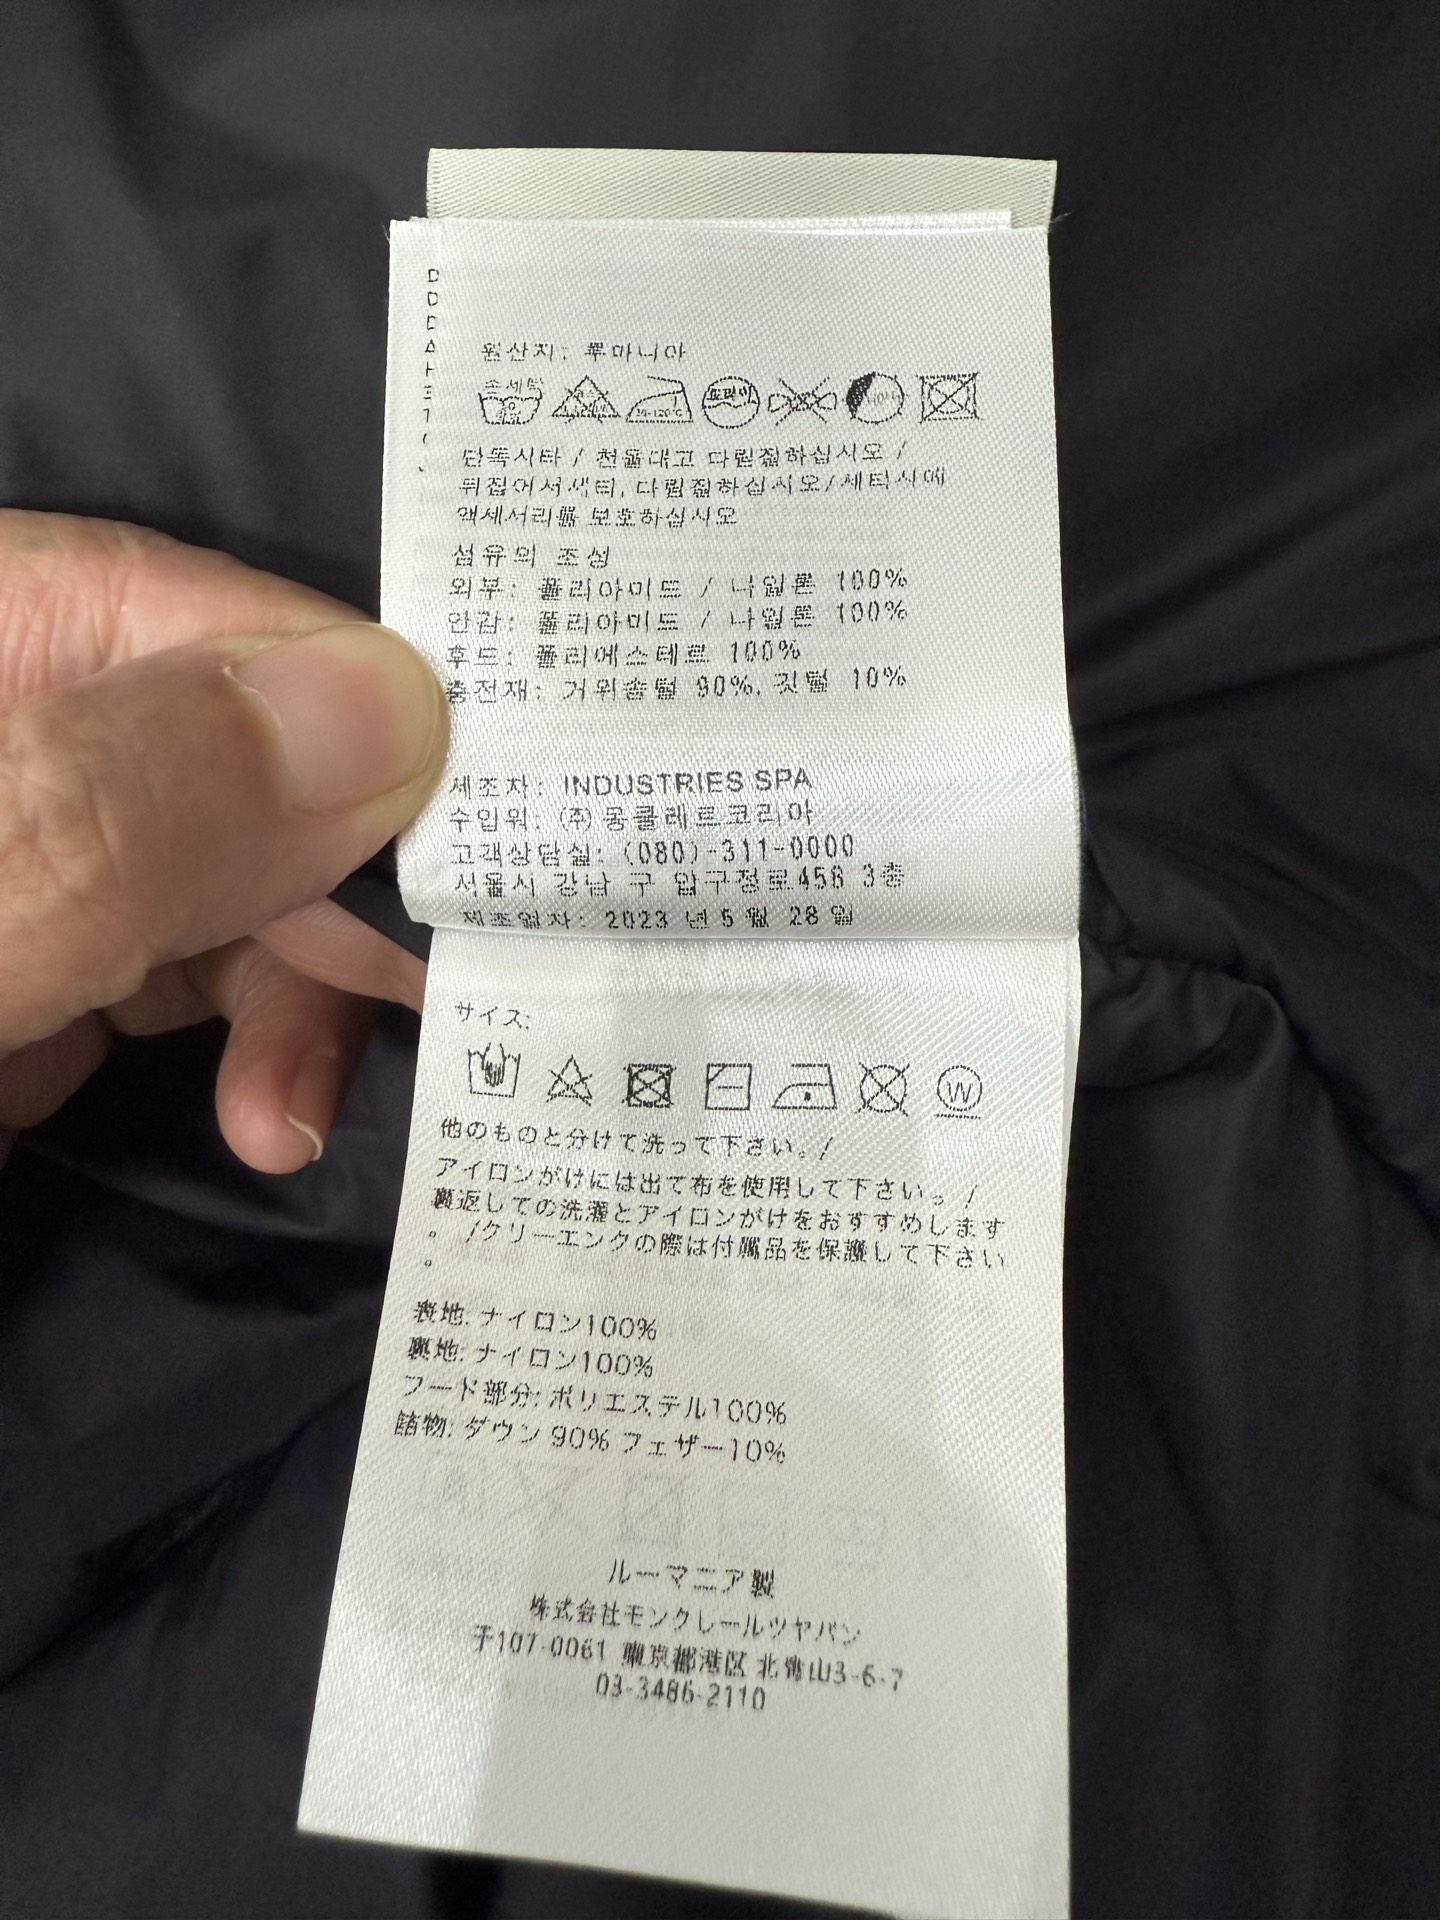 원산지: 루마니아
손세탁
단독세탁 / 천을대고 다림질하십시오 /
뒤집어서세탁, 다림질하십시오/세탁시에
액세서리를 보호하십시오
섬유의 조성
외부: 폴리아미드 / 나일론 100%
안감: 폴리아미드 / 나일론 100%
후드: 폴리에스테르 100%
충전재: 거위솜털 90%, 깃털 10%
제조자: INDUSTRIES SPA
수입원: (주)몽클레르코리아
고객상담실: (080)-311-0000
서울시 강남 구 압구정로456 3층
제조일자: 2023 년 5 월 28 일
サイズ:
W
他のものと分けて洗って下さい。/
アイロンがけには当て布を使用して下さい。/
裏返しての洗濯とアイロンがけをおすすめします
。 /クリーエンクの際は付属品を保護して下さい
。
表地: ナイロン100%
裏地: ナイロン100%
フード部分: ポリエステル100%
詰物: ダウン 90% フェザー10%
ルーマニア製
株式会社モンクレールツヤパン
〒107-0061 東京都港区 北青山3-6-7
03-3486-2110